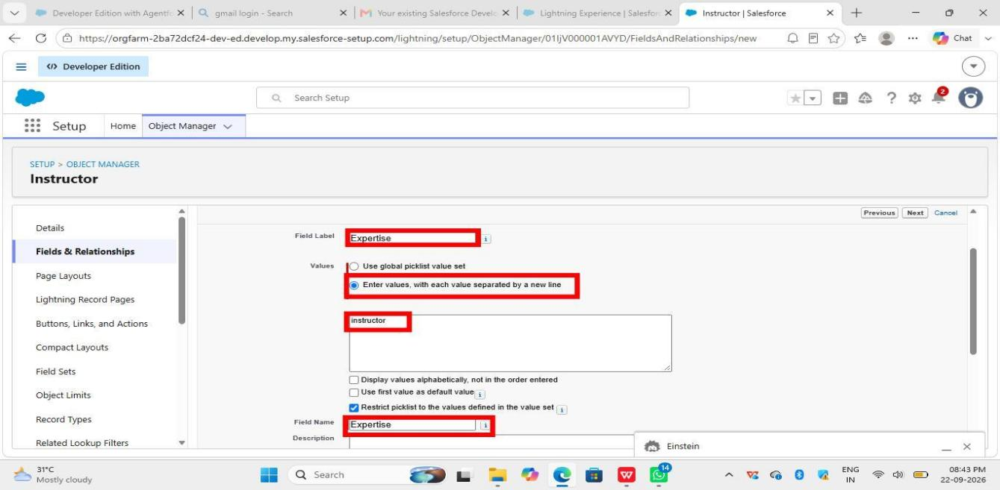 Developer Edition with Agentfo
gmail login - Search
Your existing Salesforce Develo
Lightning Experience | Salesforc
Instructor | Salesforce
https://orgfarm-2ba72dcf24-dev-ed.develop.my.salesforce-setup.com/lightning/setup/ObjectManager/01IjV000001AVYD/FieldsAndRelationships/new
Chat
Developer Edition
Search Setup
2
Setup
Home
Object Manager
SETUP > OBJECT MANAGER
Instructor
Details
Fields & Relationships
Page Layouts
Lightning Record Pages
Buttons, Links, and Actions
Compact Layouts
Field Sets
Object Limits
Record Types
Related Lookup Filters
Previous Next Cancel
Field Label Expertise i
Values Use global picklist value set
Enter values, with each value separated by a new line
instructor
Display values alphabetically, not in the order entered
Use first value as default value i
Restrict picklist to the values defined in the value set i
Field Name Expertise i
Description
Einstein
31°C
Mostly cloudy
Search
14
ENG
IN
08:43 PM
22-09-2026